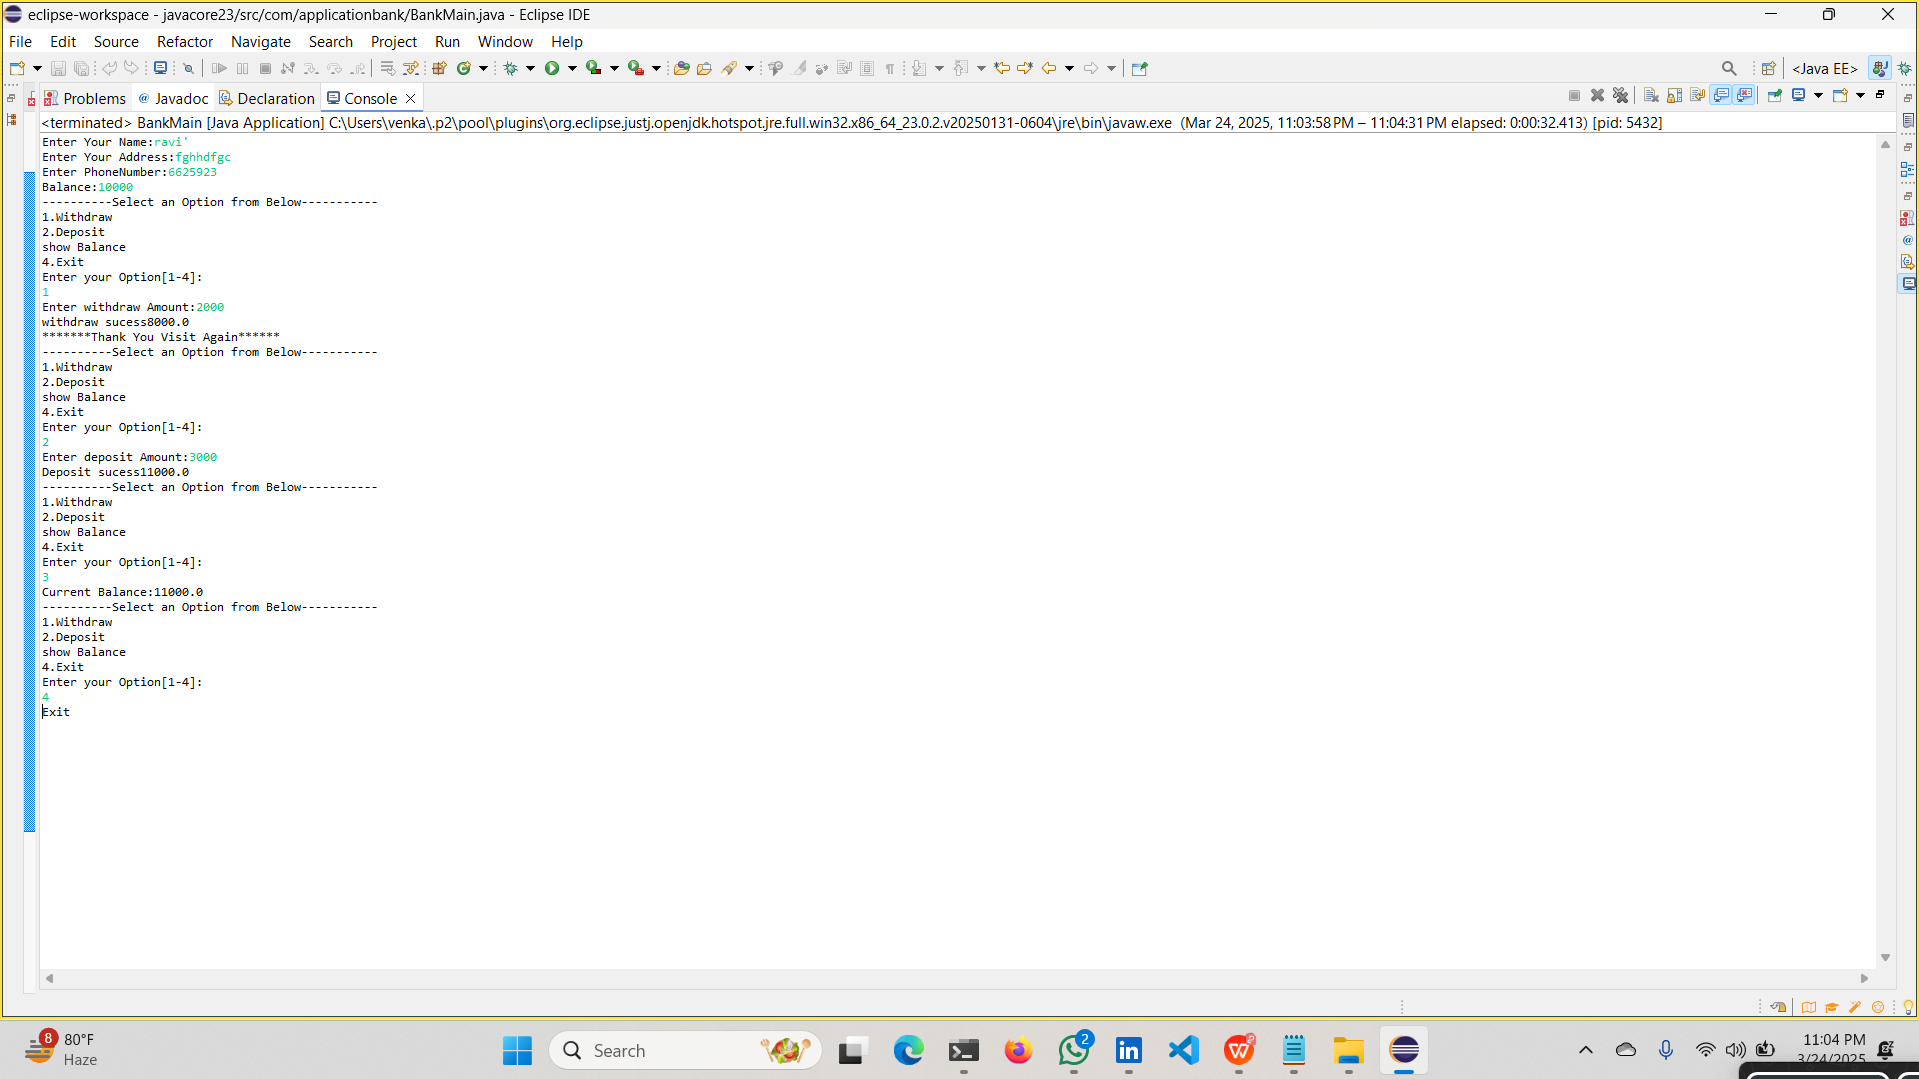 eclipse-workspace - javacore23/src/com/applicationbank/BankMain.java - Eclipse IDE
File Edit Source Refactor Navigate Search Project Run Window Help
<Java EE>
Problems @ Javadoc Declaration Console
<terminated> BankMain [Java Application] C:\Users\venka\.p2\pool\plugins\org.eclipse.justj.openjdk.hotspot.jre.full.win32.x86_64_23.0.2.v20250131-0604\jre\bin\javaw.exe (Mar 24, 2025, 11:03:58 PM – 11:04:31 PM elapsed: 0:00:32.413) [pid: 5432]
Enter Your Name:ravi'
Enter Your Address:fghhdfgc
Enter PhoneNumber:6625923
Balance:10000
----------Select an Option from Below-----------
1.Withdraw
2.Deposit
show Balance
4.Exit
Enter your Option[1-4]:
1
Enter withdraw Amount:2000
withdraw sucess8000.0
*******Thank You Visit Again******
----------Select an Option from Below-----------
1.Withdraw
2.Deposit
show Balance
4.Exit
Enter your Option[1-4]:
2
Enter deposit Amount:3000
Deposit sucess11000.0
----------Select an Option from Below-----------
1.Withdraw
2.Deposit
show Balance
4.Exit
Enter your Option[1-4]:
3
Current Balance:11000.0
----------Select an Option from Below-----------
1.Withdraw
2.Deposit
show Balance
4.Exit
Enter your Option[1-4]:
4
Exit
8
80°F
Haze
Search
2
11:04 PM
3/24/2025